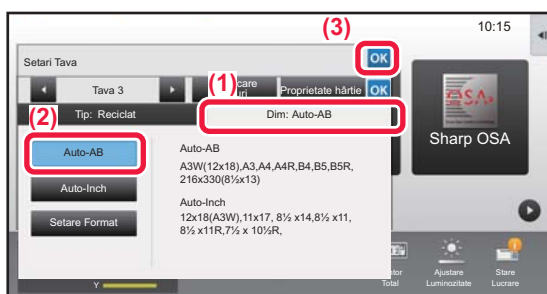 10:15
(3)
Setari Tava
OK
Tava 3
(1)
Proprietate hârtie
OK
(2)
Tip: Reciclat
Dim: Auto-AB
OSA
Sharp OSA
Auto-AB
Auto-AB
A3W(12x18),A3,A4,A4R,B4,B5,B5R,
216x330(8½x13)
Auto-Inch
Auto-Inch
12x18(A3W),11x17, 8½ x14,8½ x11,
8½ x11R,7½ x 10½R,
Setare Format
Total
Ajustare
Luminozitate
Stare
Lucrare
Y